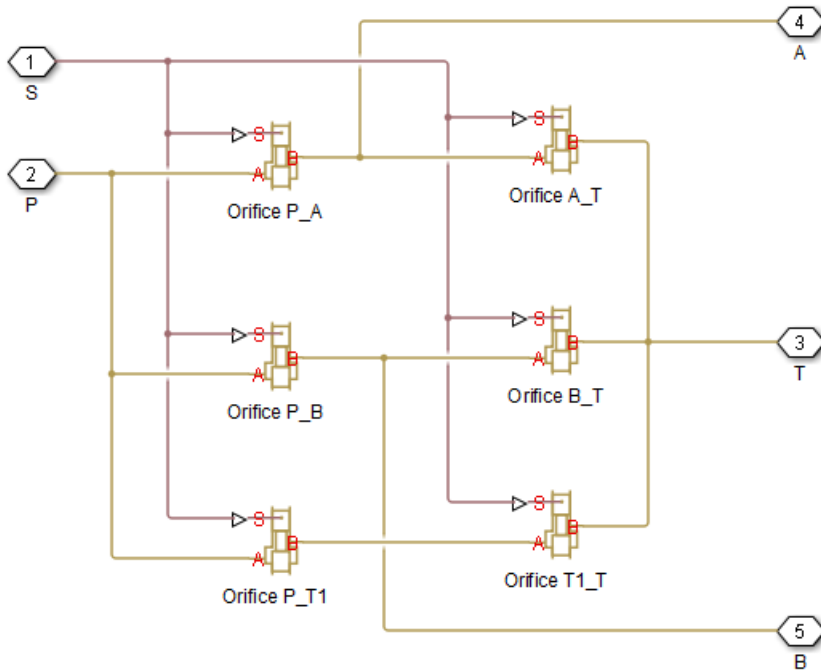 4
A
1
S
S
S
B
2
A
B
A
P
Orifice A_T
Orifice P_A
S
S
B
3
B
A
T
A
Orifice B_T
Orifice P_B
S
S
B
B
A
A
Orifice T1_T
Orifice P_T1
5
B